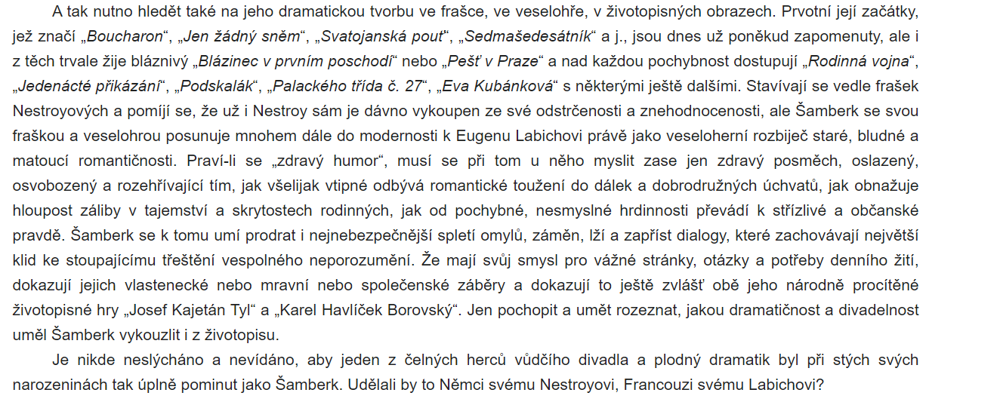 A tak nutno hledět také na jeho dramatickou tvorbu ve frašce, ve veselohře, v životopisných obrazech. Prvotní její začátky,
jež značí „Boucharon“, „Jen žádný sněm“, „Svatojanská pouť“, „Sedmašedesátník“ a j., jsou dnes už poněkud zapomenuty, ale i
z těch trvale žije bláznivý „Blázinec v prvním poschodí“ nebo „Pešť v Praze“ a nad každou pochybnost dostupují „Rodinná vojna“,
„Jedenácté přikázání“, „Podskalák“, „Palackého třída č. 27“, „Eva Kubánková“ s některými ještě dalšími. Stavívají se vedle frašek
Nestroyových a pomíjí se, že už i Nestroy sám je dávno vykoupen ze své odstrčenosti a znehodnocenosti, ale Šamberk se svou
fraškou a veselohrou posunuje mnohem dále do modernosti k Eugenu Labichovi právě jako veseloherní rozbiječ staré, bludné a
matoucí romantičnosti. Praví-li se „zdravý humor“, musí se při tom u něho myslit zase jen zdravý posměch, oslazený,
osvobozený a rozehřívající tím, jak všelijak vtipné odbývá romantické toužení do dálek a dobrodružných úchvatů, jak obnažuje
hloupost záliby v tajemství a skrytostech rodinných, jak od pochybné, nesmyslné hrdinnosti převádí k střízlivé a občanské
pravdě. Šamberk se k tomu umí prodrat i nejnebezpečnější spletí omylů, záměn, lží a zapříst dialogy, které zachovávají největší
klid ke stoupajícímu třeštění vespolného neporozumění. Že mají svůj smysl pro vážné stránky, otázky a potřeby denního žití,
dokazují jejich vlastenecké nebo mravní nebo společenské záběry a dokazují to ještě zvlášť obě jeho národně procítěné
životopisné hry „Josef Kajetán Tyl“ a „Karel Havlíček Borovský“. Jen pochopit a umět rozeznat, jakou dramatičnost a divadelnost
uměl Šamberk vykouzlit i z životopisu.
Je nikde neslýcháno a nevídáno, aby jeden z čelných herců vůdčího divadla a plodný dramatik byl při stých svých
narozeninách tak úplně pominut jako Šamberk. Udělali by to Němci svému Nestroyovi, Francouzi svému Labichovi?